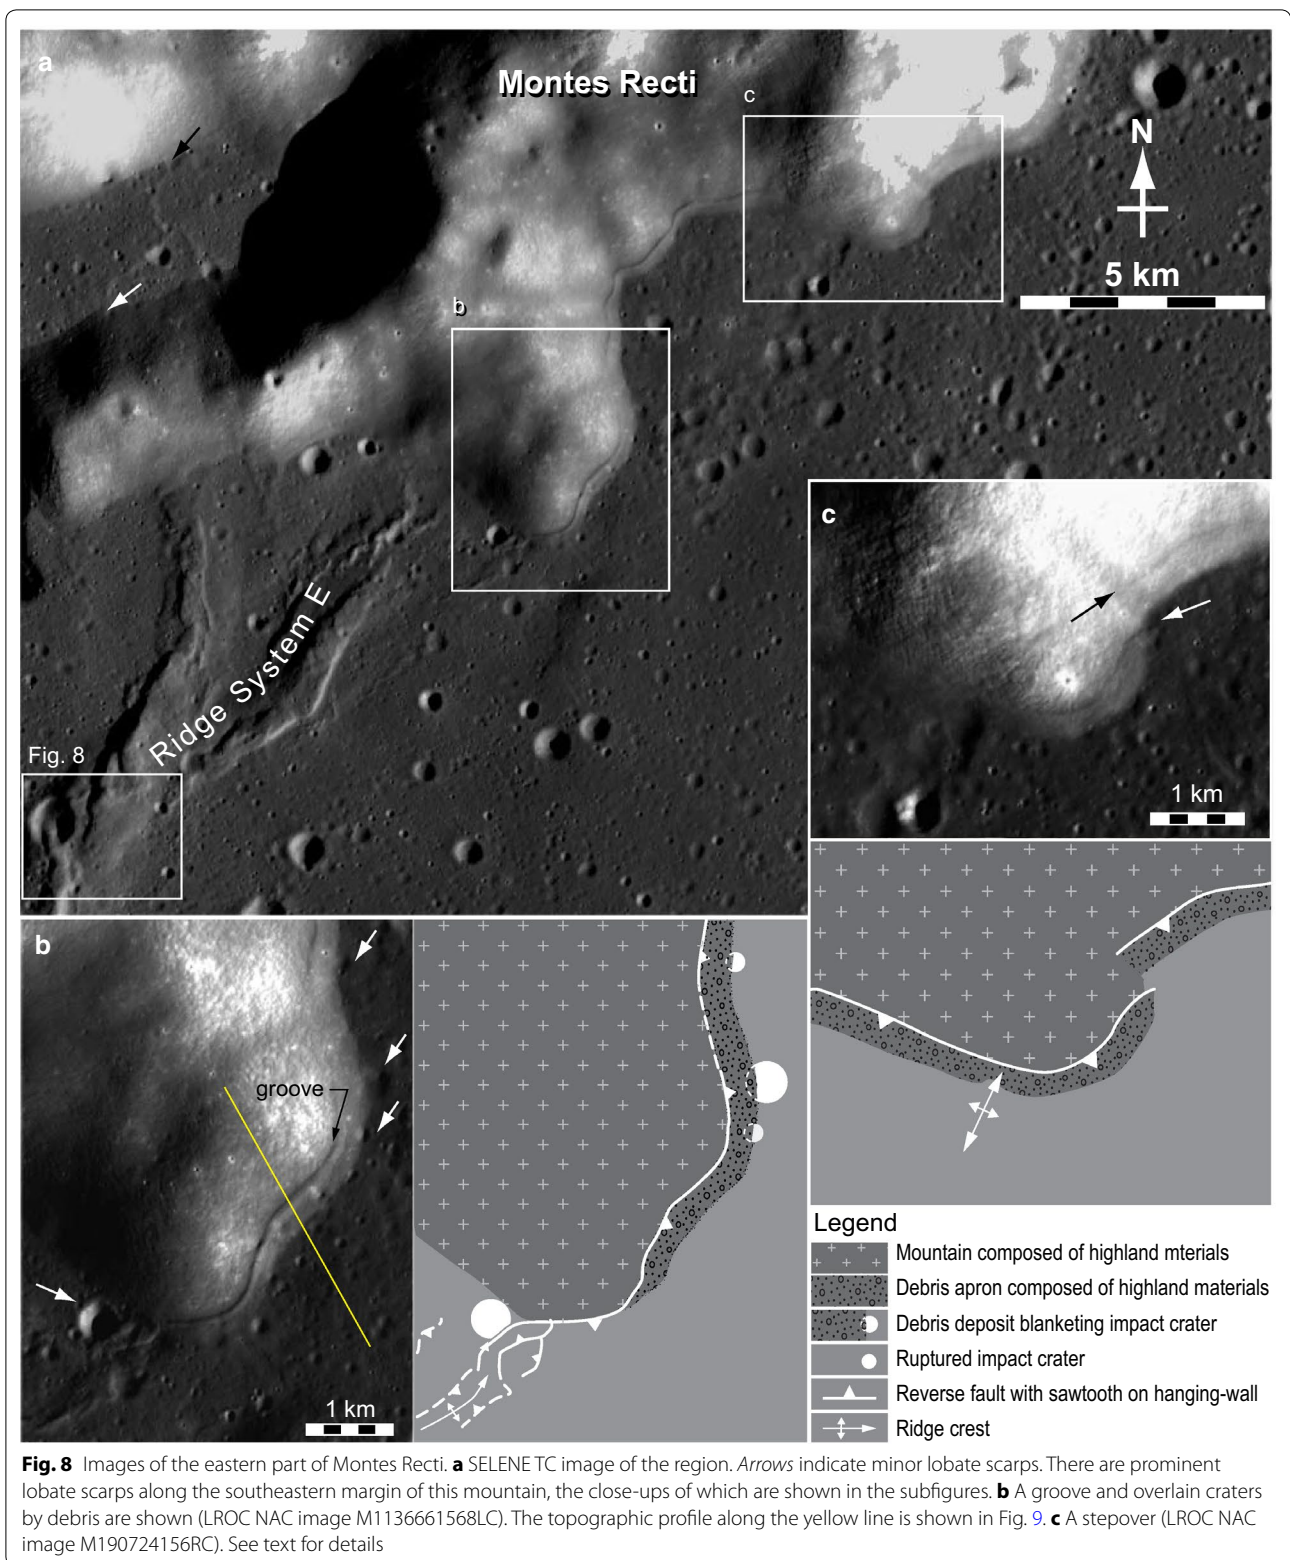 a
Montes Recti
c
N
5 km
b
c
Ridge System E
Fig. 8
1 km
b
groove
1 km
Legend
Mountain composed of highland mterials
Debris apron composed of highland materials
Debris deposit blanketing impact crater
Ruptured impact crater
Reverse fault with sawtooth on hanging-wall
Ridge crest
Fig. 8 Images of the eastern part of Montes Recti. a SELENE TC image of the region. Arrows indicate minor lobate scarps. There are prominent
lobate scarps along the southeastern margin of this mountain, the close-ups of which are shown in the subfigures. b A groove and overlain craters
by debris are shown (LROC NAC image M1136661568LC). The topographic profile along the yellow line is shown in Fig. 9. c A stepover (LROC NAC
image M190724156RC). See text for details